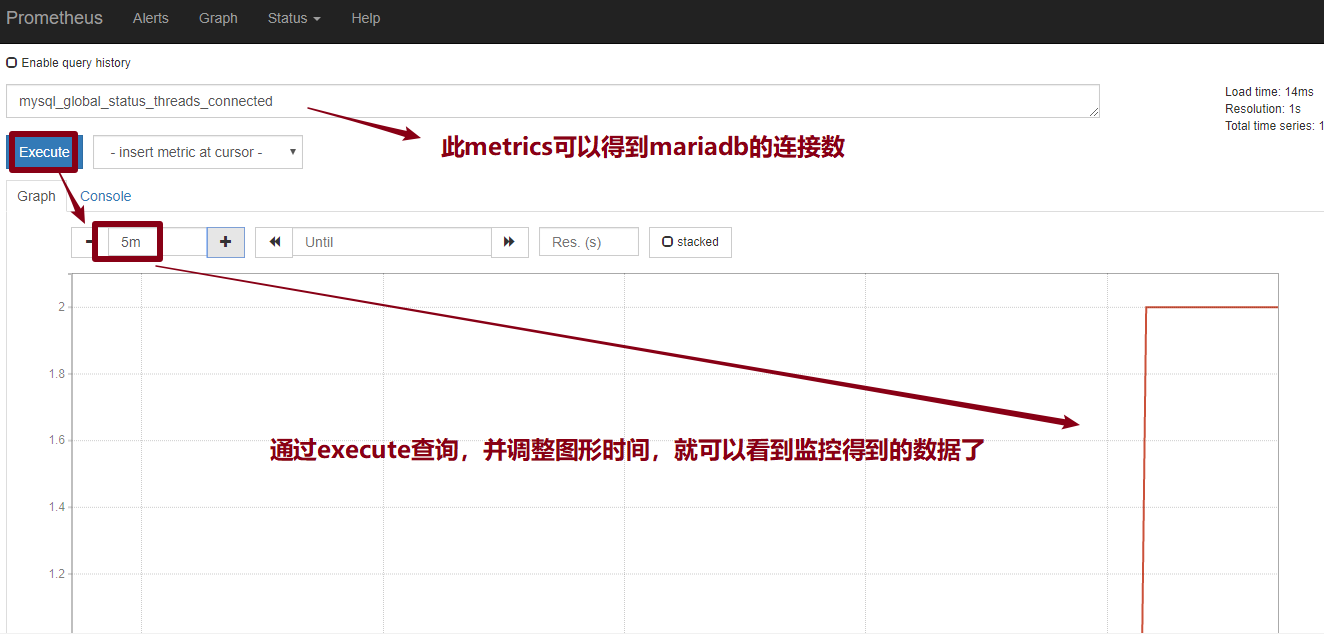 Prometheus Alerts Graph Status Help
Enable query history
mysql_global_status_threads_connected
Load time: 14ms
Resolution: 1s
Total time series: 1
此metrics可以得到mariadb的连接数
Execute - insert metric at cursor -
Graph Console
- 5m + Until Res. (s) stacked
2
1.8
1.6
通过execute查询，并调整图形时间，就可以看到监控得到的数据了
1.4
1.2